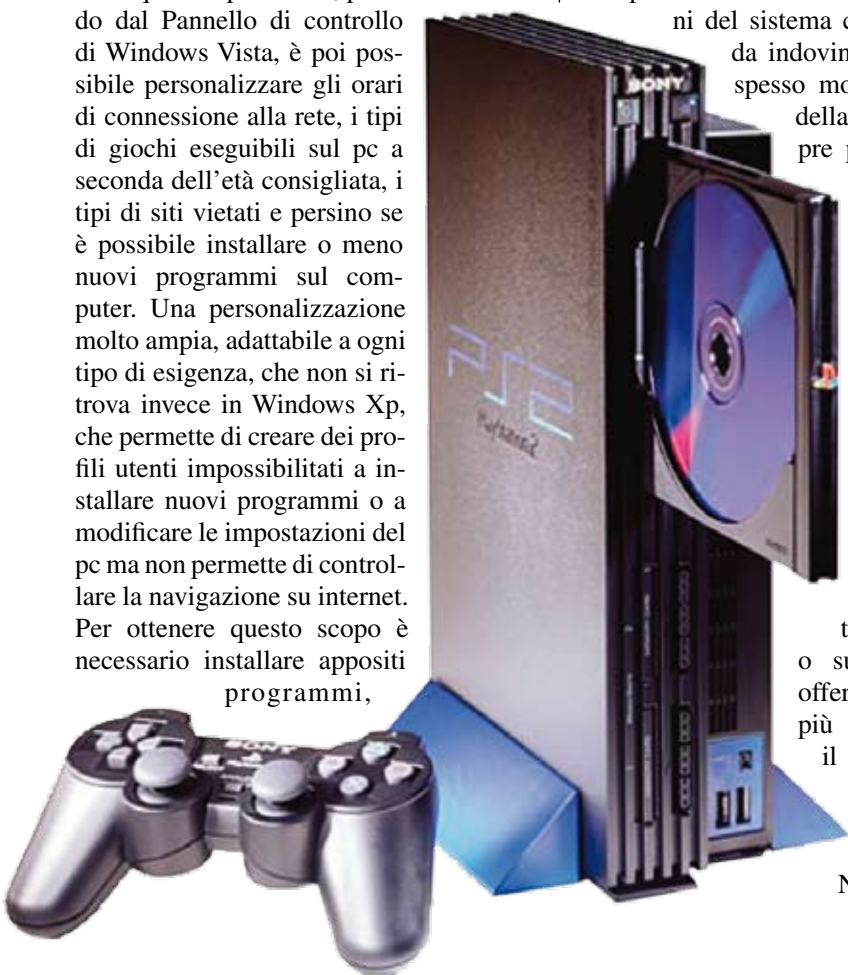 do dal Pannello di controllo
di Windows Vista, è poi pos-
sibile personalizzare gli orari
di connessione alla rete, i tipi
di giochi eseguibili sul pc a
seconda dell'età consigliata, i
tipi di siti vietati e persino se
è possibile installare o meno
nuovi programmi sul com-
puter. Una personalizzazione
molto ampia, adattabile a ogni
tipo di esigenza, che non si ri-
trova invece in Windows Xp,
che permette di creare dei pro-
fili utenti impossibilitati a in-
stallare nuovi programmi o a
modificare le impostazioni del
pc ma non permette di control-
lare la navigazione su internet.
Per ottenere questo scopo è
necessario installare appositi
programmi,
ni del sistema
da indovin
spesso mo
della
pre p
o su
offer
più
il
N
SONY
PS2
PlayStation 2
SONY